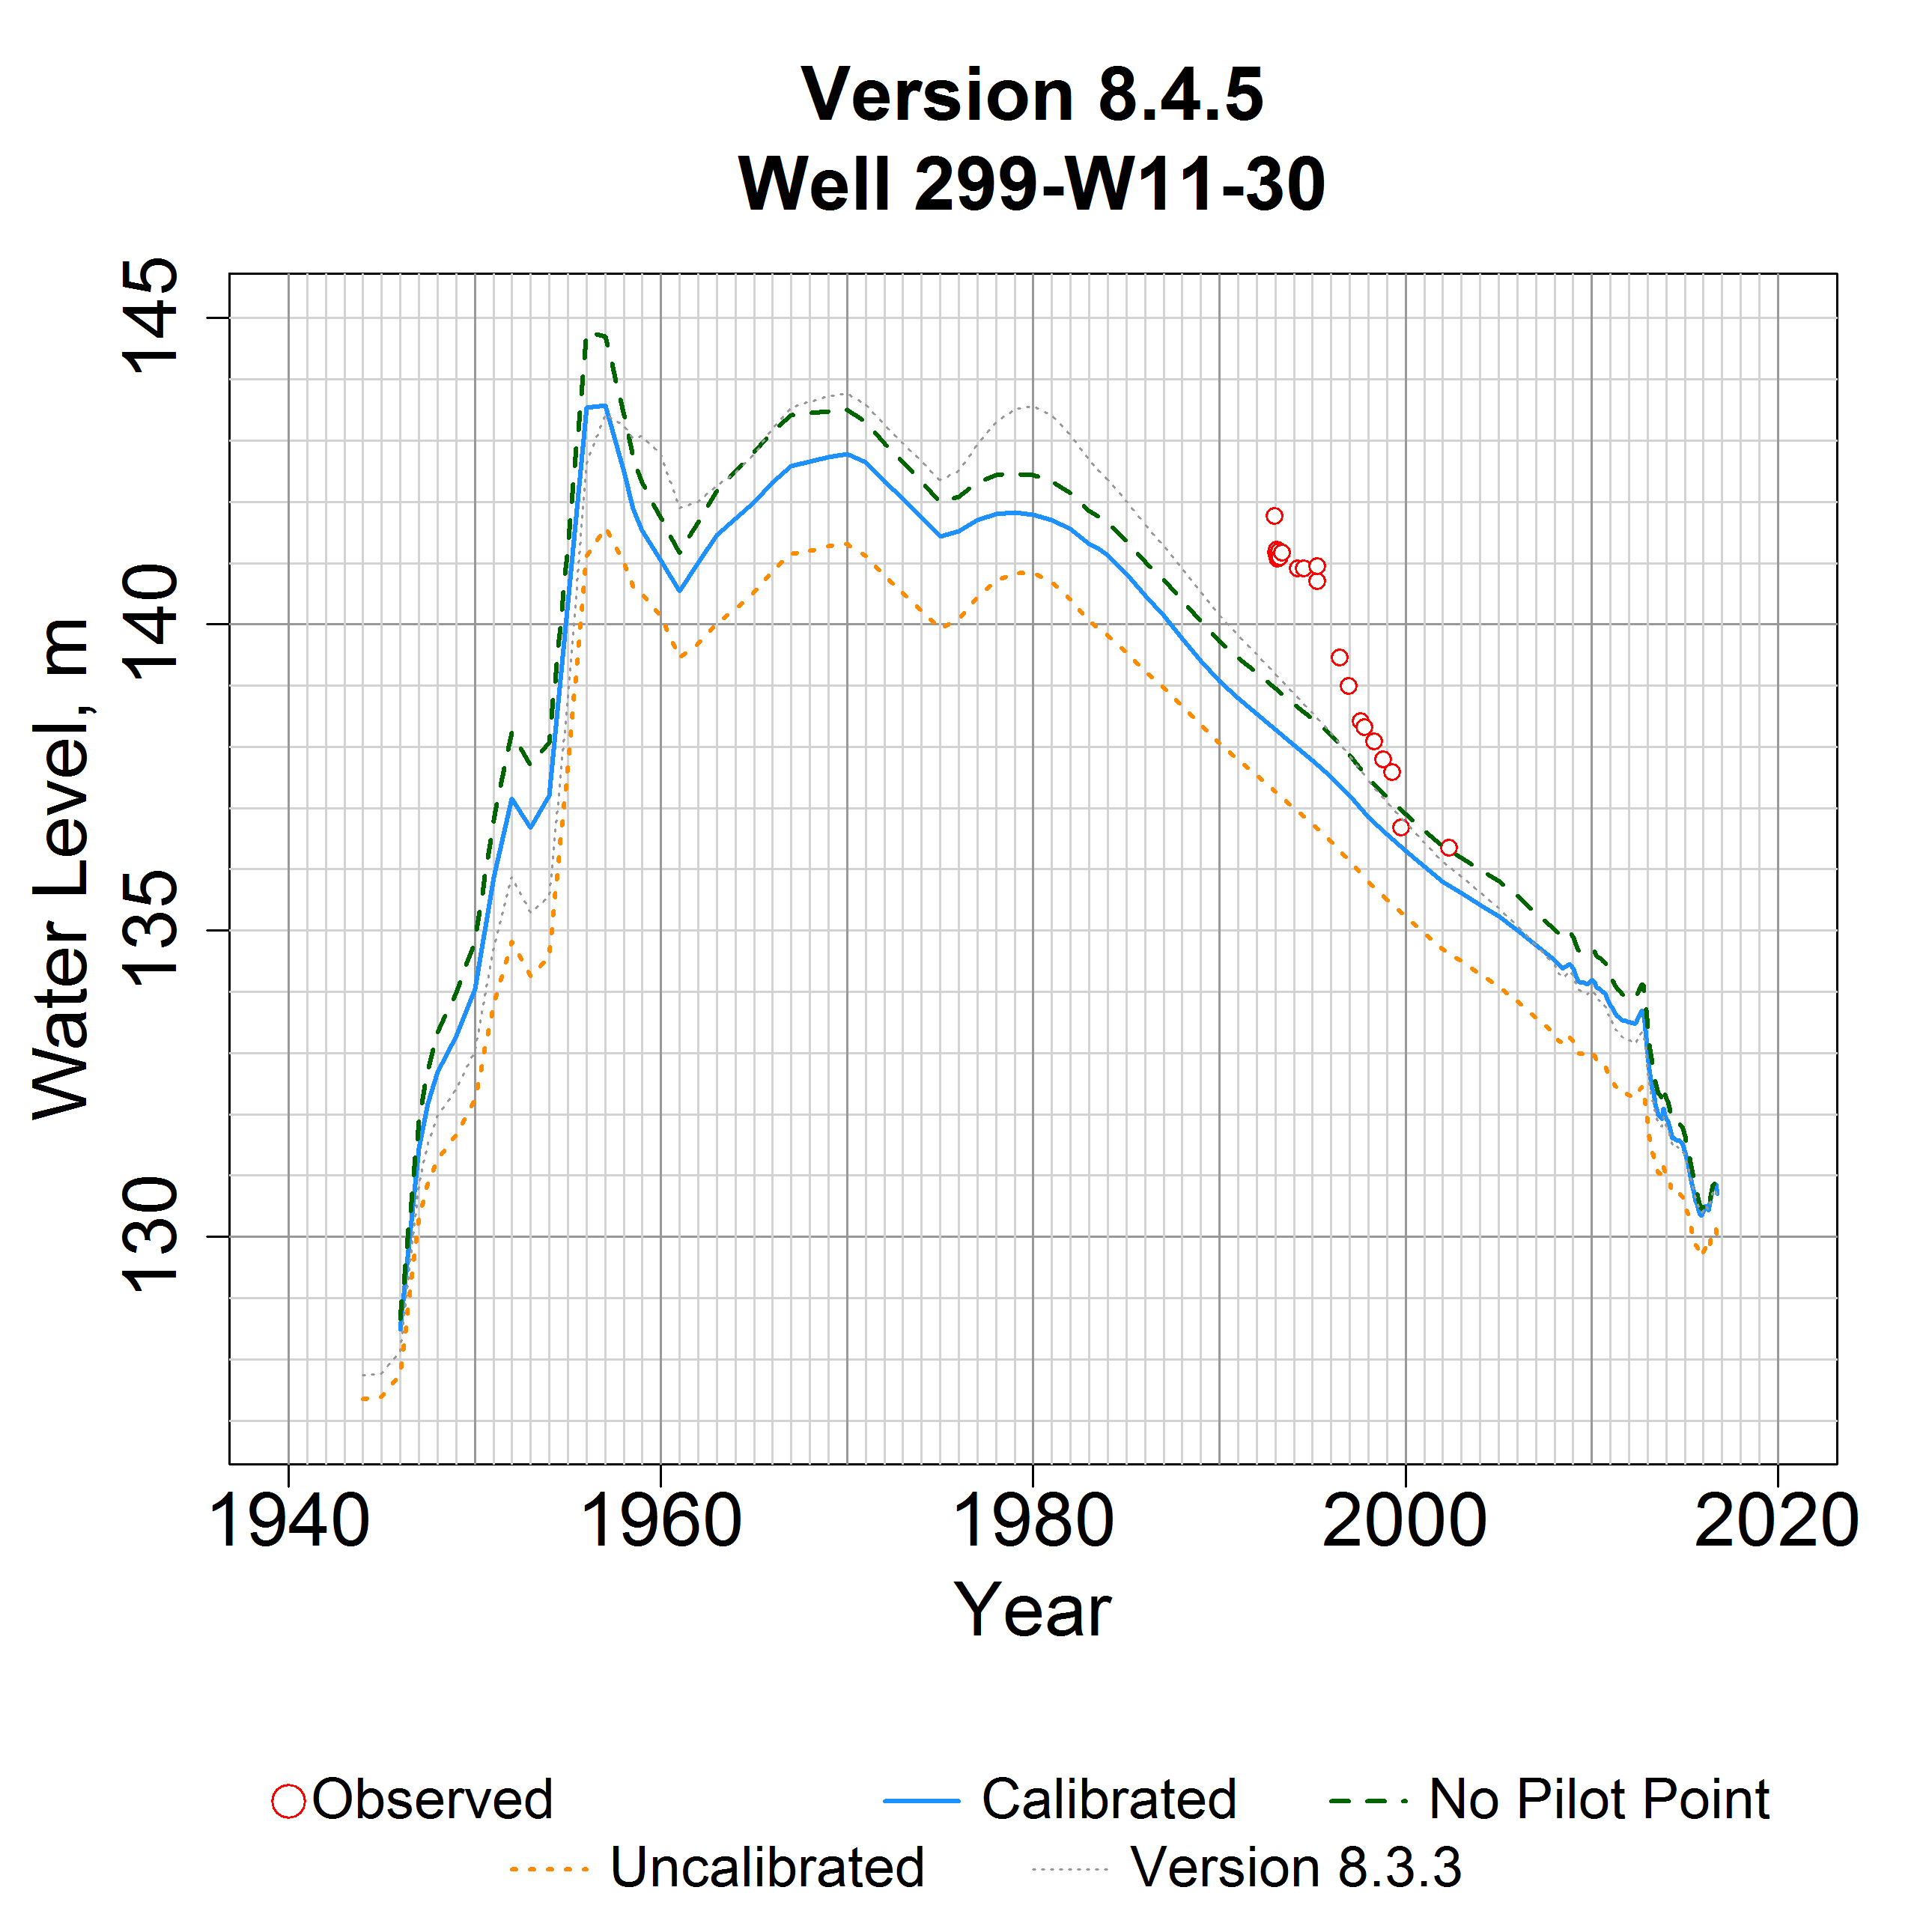 Version 8.4.5
Well 299-W11-30
145
140
135
130
Water Level, m
1940 1960 1980 2000 2020
Year
Observed Calibrated No Pilot Point
Uncalibrated Version 8.3.3